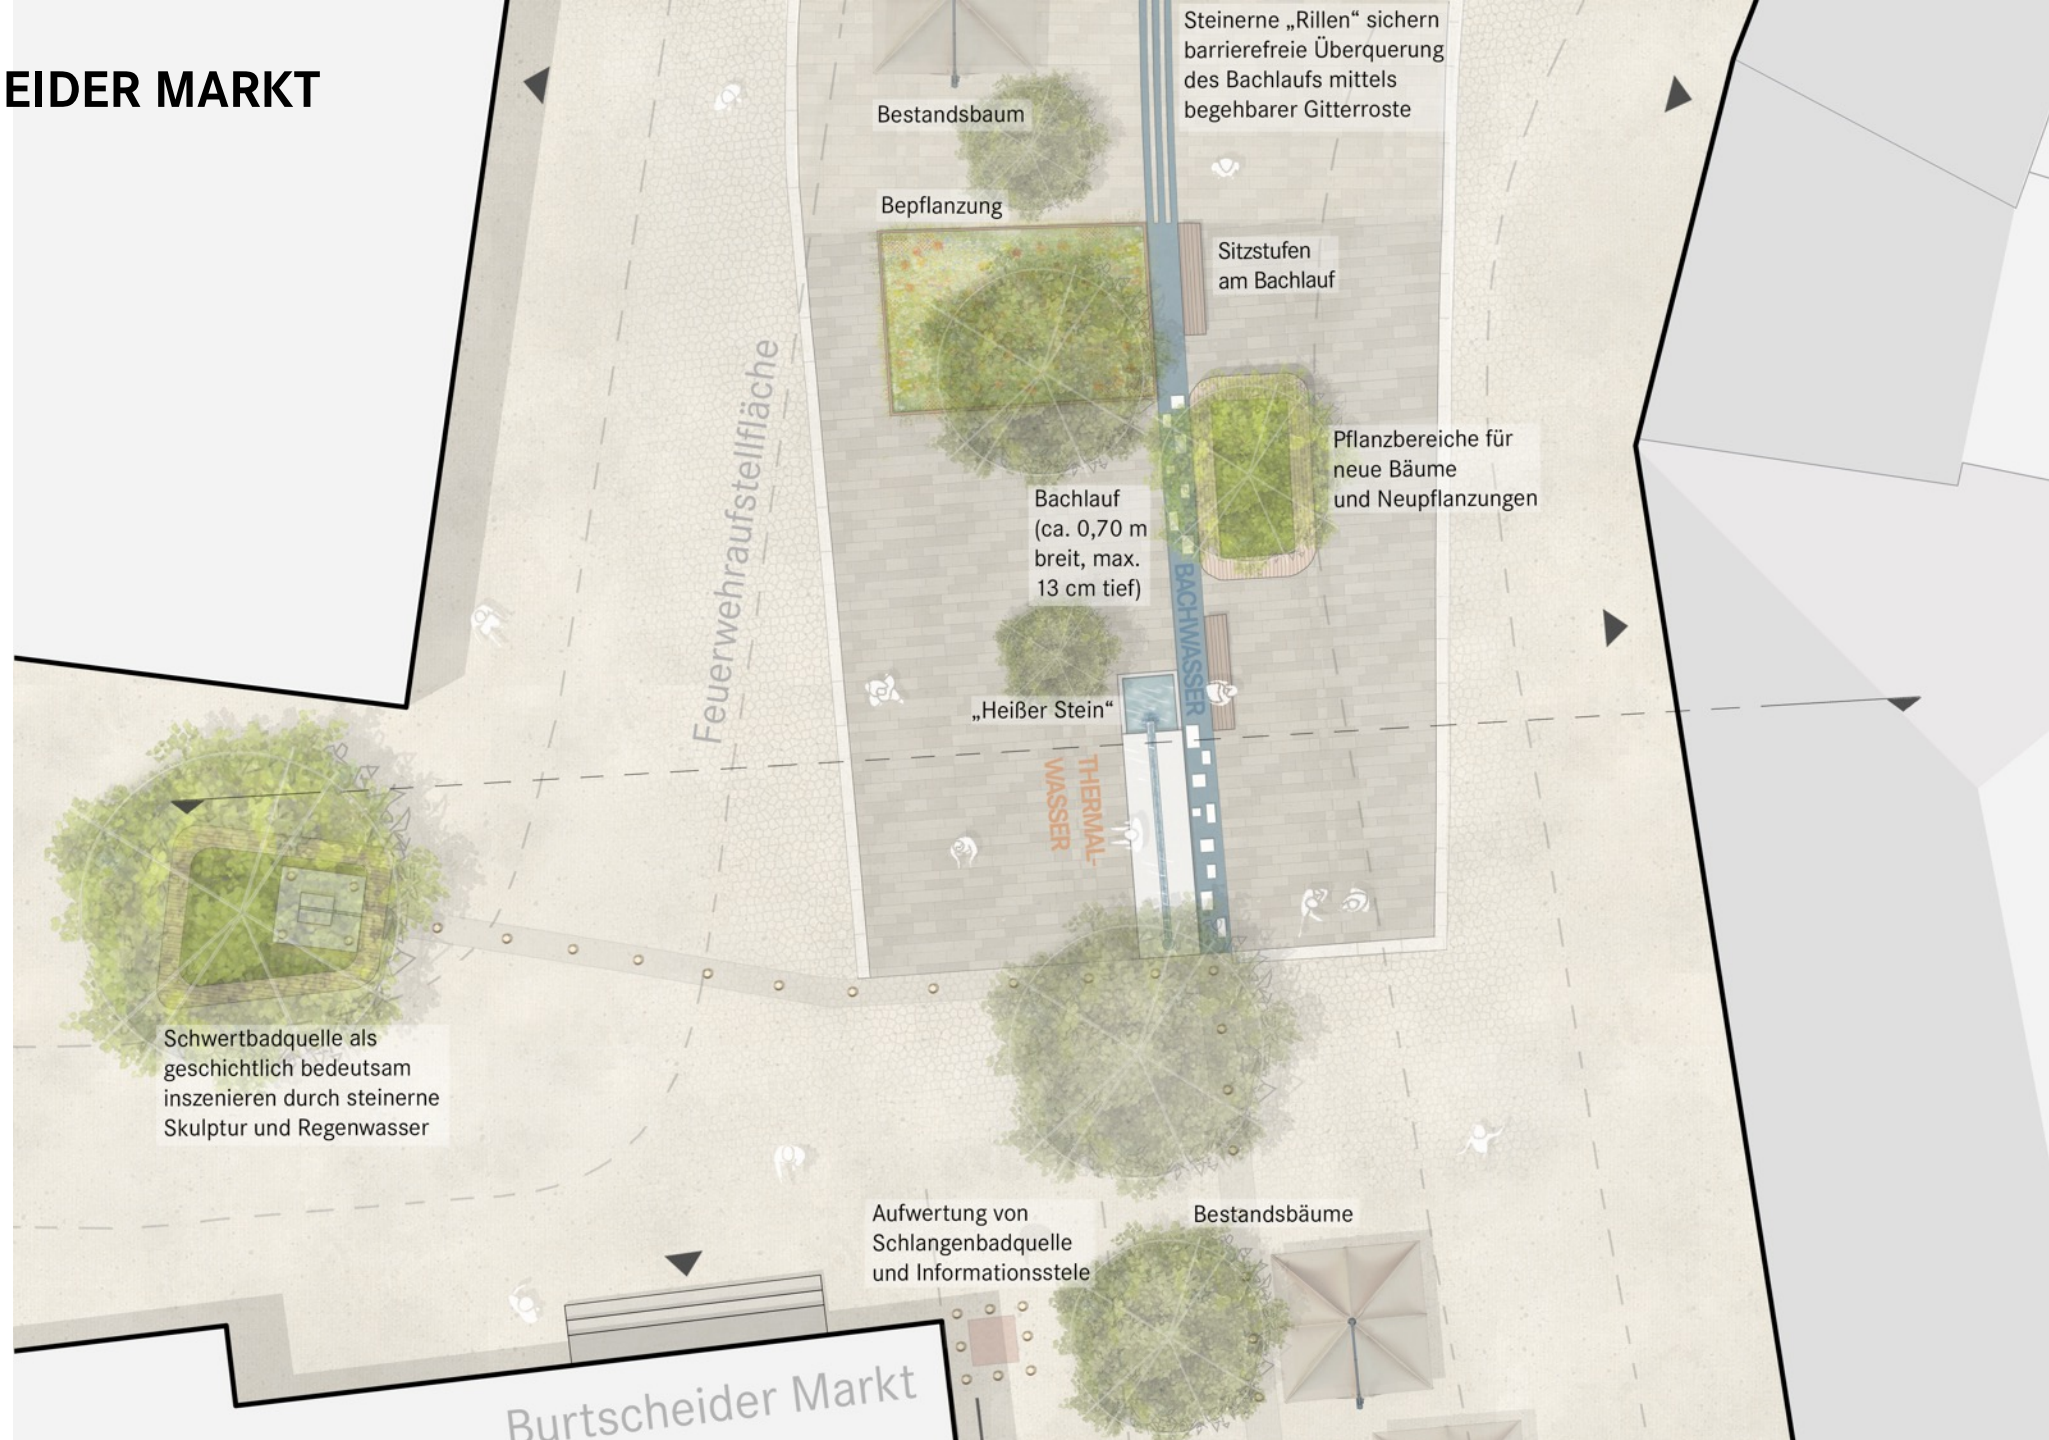 EIDER MARKT
Steinerne „Rillen“ sichern
barrierefreie Überquerung
des Bachlaufs mittels
begehbarer Gitterroste
Bestandsbaum
Bepflanzung
Sitzstufen
am Bachlauf
Feuerwehraufstellfläche
Pflanzbereiche für
neue Bäume
und Neupflanzungen
Bachlauf
(ca. 0,70 m
breit, max.
13 cm tief)
BACHWASSER
„Heißer Stein“
THERMAL-
WASSER
Schwertbadquelle als
geschichtlich bedeutsam
inszenieren durch steinerne
Skulptur und Regenwasser
Aufwertung von
Schlangenbadquelle
und Informationsstele
Bestandsbäume
Burtscheider Markt